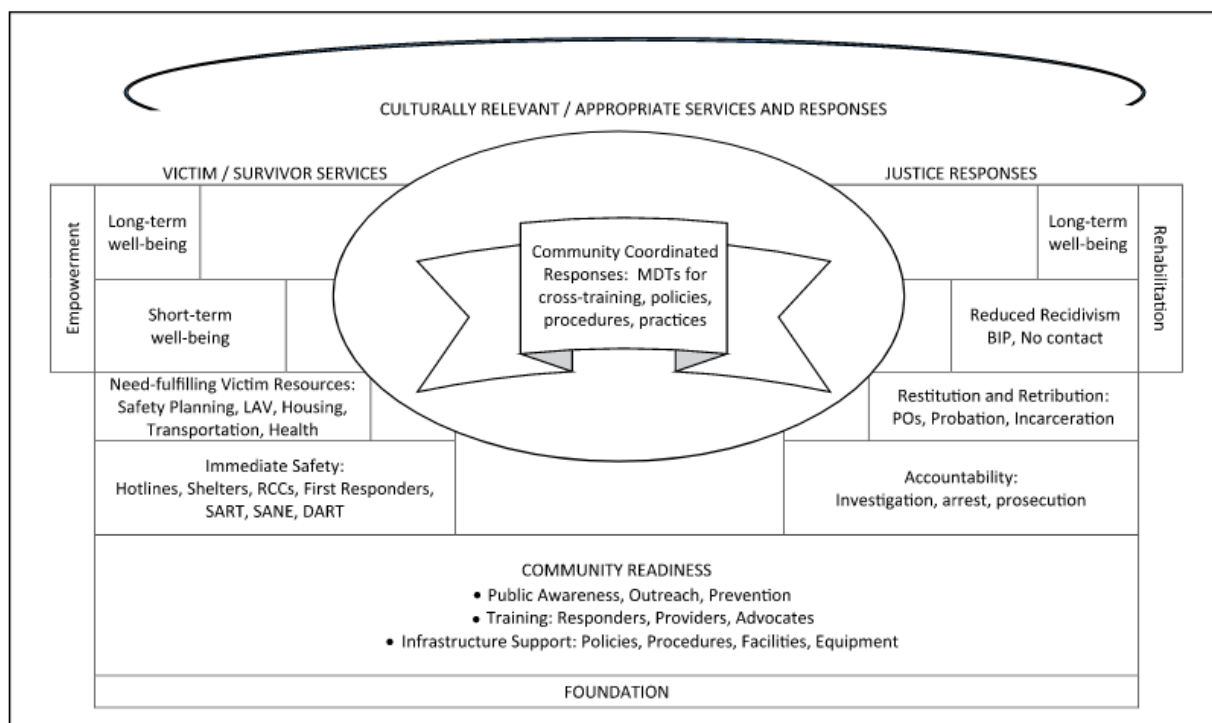 CULTURALLY RELEVANT / APPROPRIATE SERVICES AND RESPONSES
VICTIM / SURVIVOR SERVICES
JUSTICE RESPONSES
Empowerment
Long-term
well-being
Short-term
well-being
Need-fulfilling Victim Resources:
Safety Planning, LAV, Housing,
Transportation, Health
Immediate Safety:
Hotlines, Shelters, RCCs, First Responders,
SART, SANE, DART
Community Coordinated
Responses: MDTs for
cross-training, policies,
procedures, practices
Long-term
well-being
Rehabilitation
Reduced Recidivism
BIP, No contact
Restitution and Retribution:
POs, Probation, Incarceration
Accountability:
Investigation, arrest, prosecution
COMMUNITY READINESS
• Public Awareness, Outreach, Prevention
• Training: Responders, Providers, Advocates
• Infrastructure Support: Policies, Procedures, Facilities, Equipment
FOUNDATION